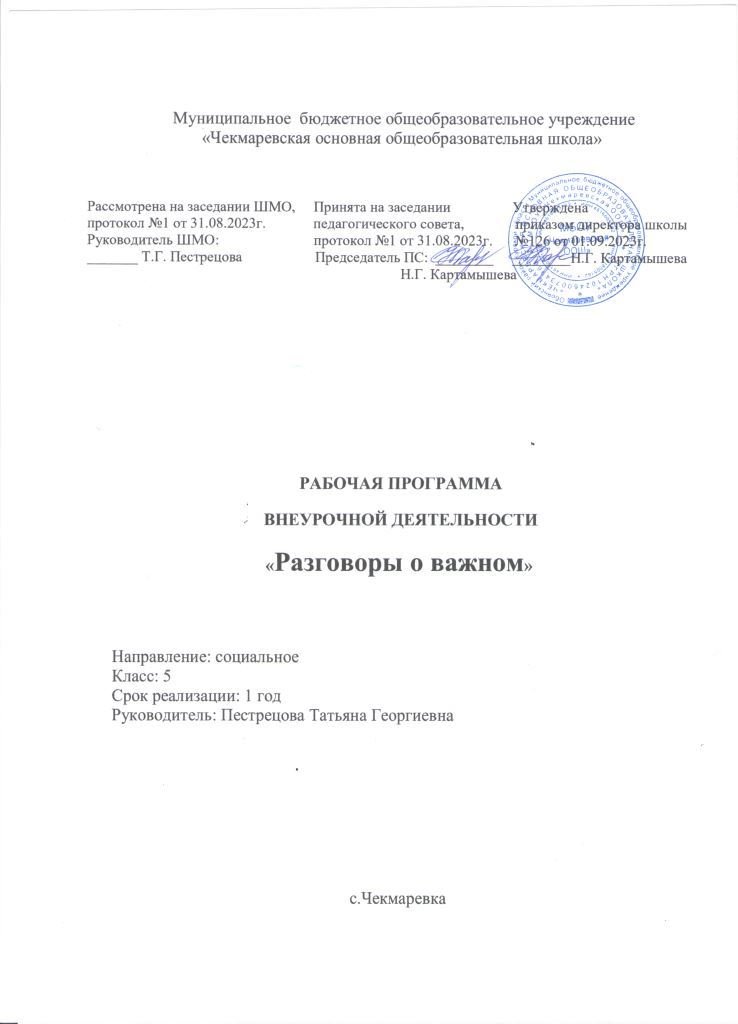 Муниципальное бюджетное общеобразовательное учреждение
«Чекмаревская основная общеобразовательная школа»
Рассмотрена на заседании ШМО,
протокол №1 от 31.08.2023г.
Руководитель ШМО:
_______ Т.Г. Пестрецова
Принята на заседании
педагогического совета,
протокол №1 от 31.08.2023г.
Председатель ПС: ________
Н.Г. Картамышева
Утверждена
приказом директора школы
№126 от 01.09.2023г.
________Н.Г. Картамышева
РАБОЧАЯ ПРОГРАММА
ВНЕУРОЧНОЙ ДЕЯТЕЛЬНОСТИ
«Разговоры о важном»
Направление: социальное
Класс: 5
Срок реализации: 1 год
Руководитель: Пестрецова Татьяна Георгиевна
с.Чекмаревка